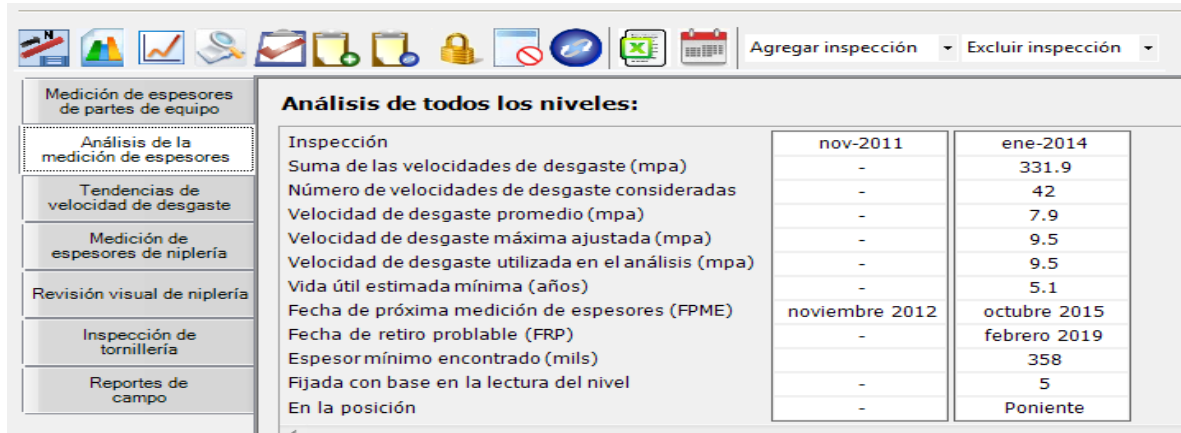 Agregar inspección Excluir inspección
Medición de espesores
de partes de equipo
Análisis de la
medición de espesores
Tendencias de
velocidad de desgaste
Medición de
espesores de niplería
Revisión visual de niplería
Inspección de
tornillería
Reportes de
campo
Análisis de todos los niveles:
Inspección nov-2011 ene-2014
Suma de las velocidades de desgaste (mpa) - 331.9
Número de velocidades de desgaste consideradas - 42
Velocidad de desgaste promedio (mpa) - 7.9
Velocidad de desgaste máxima ajustada (mpa) - 9.5
Velocidad de desgaste utilizada en el análisis (mpa) - 9.5
Vida útil estimada mínima (años) - 5.1
Fecha de próxima medición de espesores (FPME) noviembre 2012 octubre 2015
Fecha de retiro problable (FRP) - febrero 2019
Espesor mínimo encontrado (mils) 358
Fijada con base en la lectura del nivel - 5
En la posición - Poniente